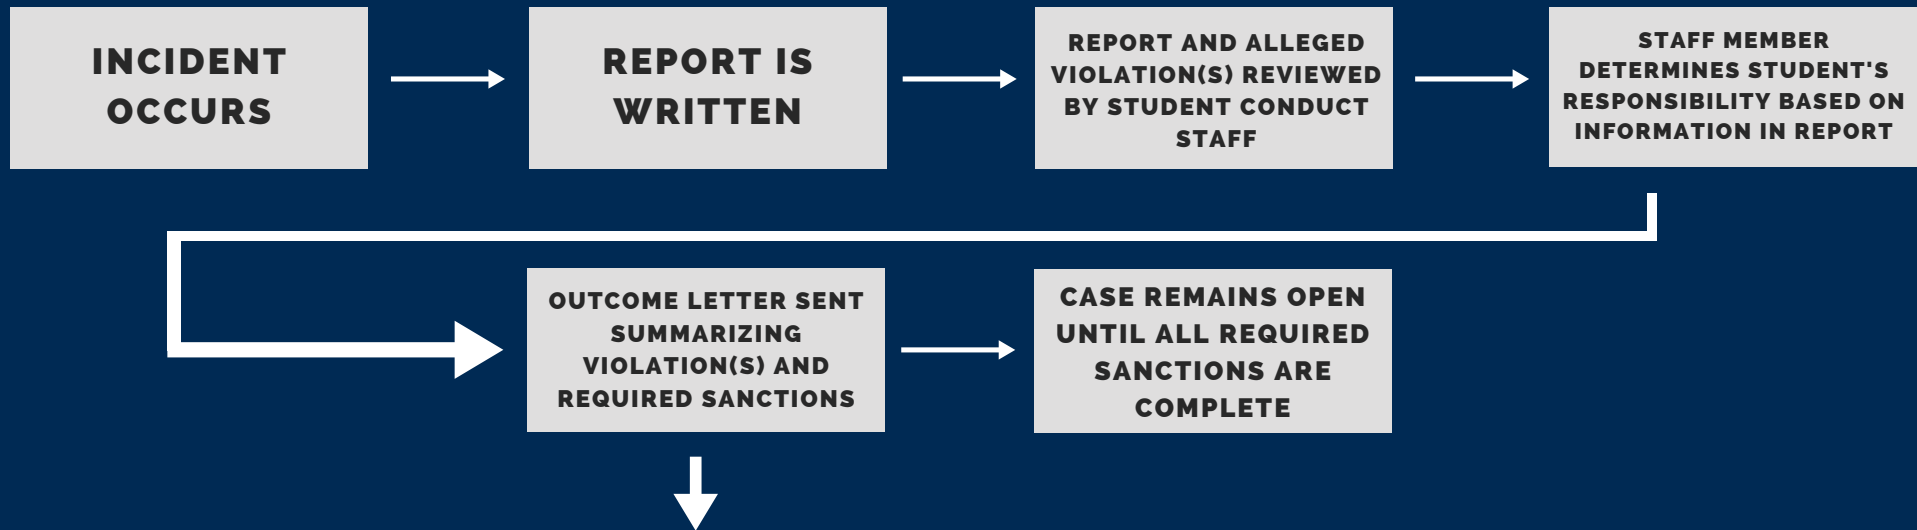 INCIDENT
OCCURS
REPORT IS
WRITTEN
REPORT AND ALLEGED
VIOLATION(S) REVIEWED
BY STUDENT CONDUCT
STAFF
STAFF MEMBER
DETERMINES STUDENT'S
RESPONSIBILITY BASED ON
INFORMATION IN REPORT
OUTCOME LETTER SENT
SUMMARIZING
VIOLATION(S) AND
REQUIRED SANCTIONS
CASE REMAINS OPEN
UNTIL ALL REQUIRED
SANCTIONS ARE
COMPLETE